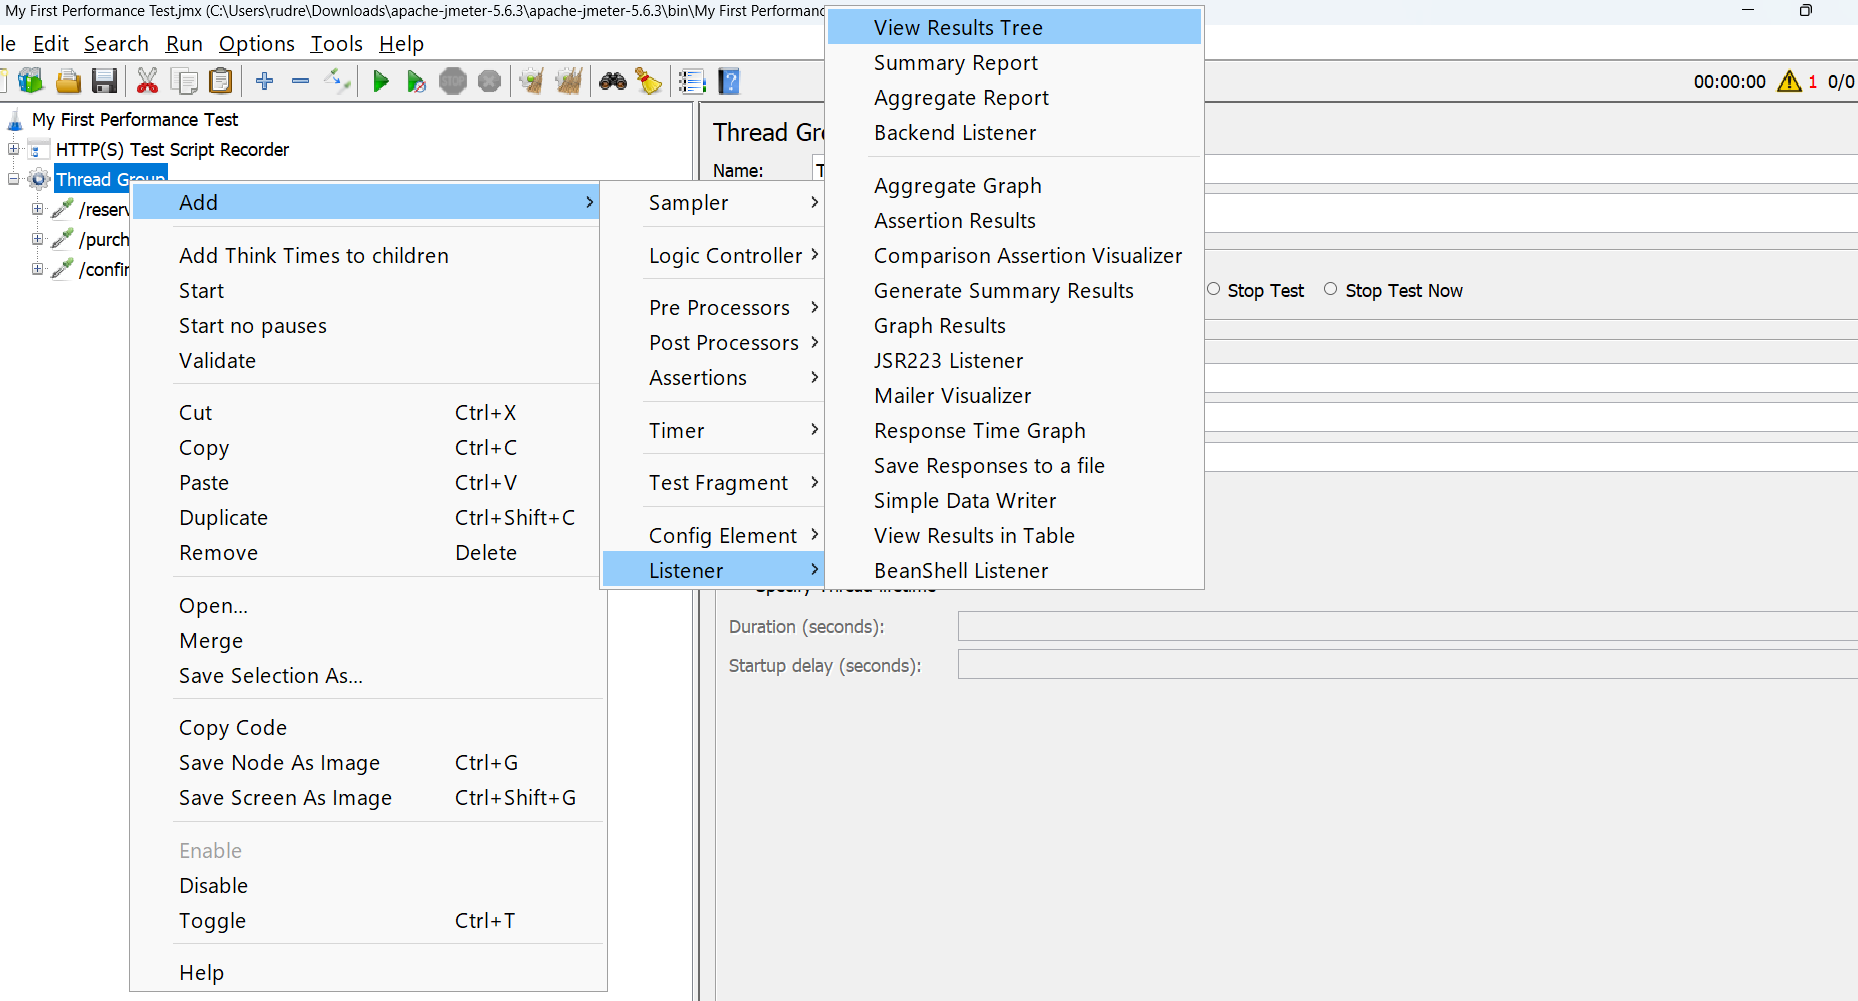 My First Performance Test.jmx (C:\Users\rudre\Downloads\apache-jmeter-5.6.3\apache-jmeter-5.6.3\bin\My First Performanc
le Edit Search Run Options Tools Help
STOP
00:00:00 1 0/0
My First Performance Test
HTTP(S) Test Script Recorder
Thread Group
/reserv
/purch
/confir
Add
Add Think Times to children
Start
Start no pauses
Validate
Cut Ctrl+X
Copy Ctrl+C
Paste Ctrl+V
Duplicate Ctrl+Shift+C
Remove Delete
Open...
Merge
Save Selection As...
Copy Code
Save Node As Image Ctrl+G
Save Screen As Image Ctrl+Shift+G
Enable
Disable
Toggle Ctrl+T
Help
Sampler
Logic Controller
Pre Processors
Post Processors
Assertions
Timer
Test Fragment
Config Element
Listener
View Results Tree
Summary Report
Aggregate Report
Backend Listener
Aggregate Graph
Assertion Results
Comparison Assertion Visualizer
Generate Summary Results
Graph Results
JSR223 Listener
Mailer Visualizer
Response Time Graph
Save Responses to a file
Simple Data Writer
View Results in Table
BeanShell Listener
Thread Gr
Name: T
Stop Test Stop Test Now
Specify Thread lifetime
Duration (seconds):
Startup delay (seconds):